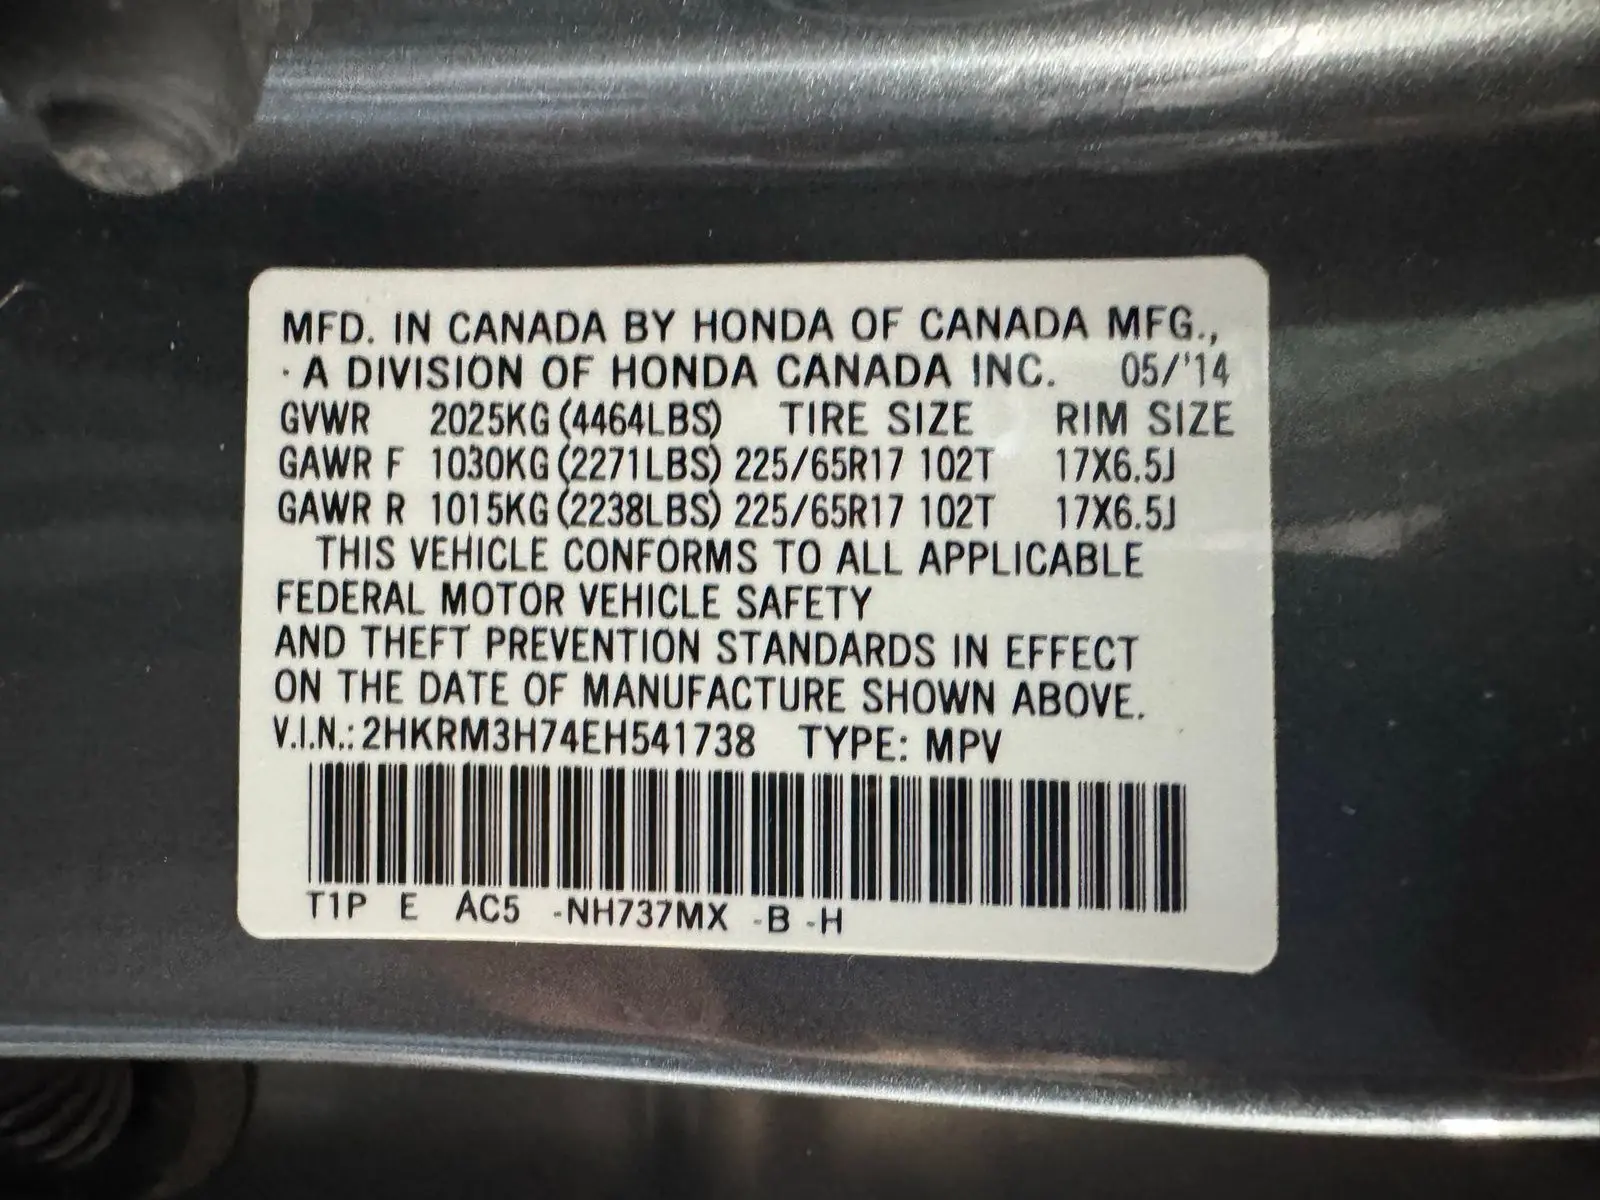 MFD. IN CANADA BY HONDA OF CANADA MFG.,
A DIVISION OF HONDA CANADA INC. 05/'14
GVWR 2025KG (4464LBS) TIRE SIZE RIM SIZE
GAWR F 1030KG (2271LBS) 225/65R17 102T 17X6.5J
GAWR R 1015KG (2238LBS) 225/65R17 102T 17X6.5J
THIS VEHICLE CONFORMS TO ALL APPLICABLE
FEDERAL MOTOR VEHICLE SAFETY
AND THEFT PREVENTION STANDARDS IN EFFECT
ON THE DATE OF MANUFACTURE SHOWN ABOVE.
V.I.N.: 2HKRM3H74EH541738 TYPE: MPV
T1P E AC5 -NH737MX -B -H